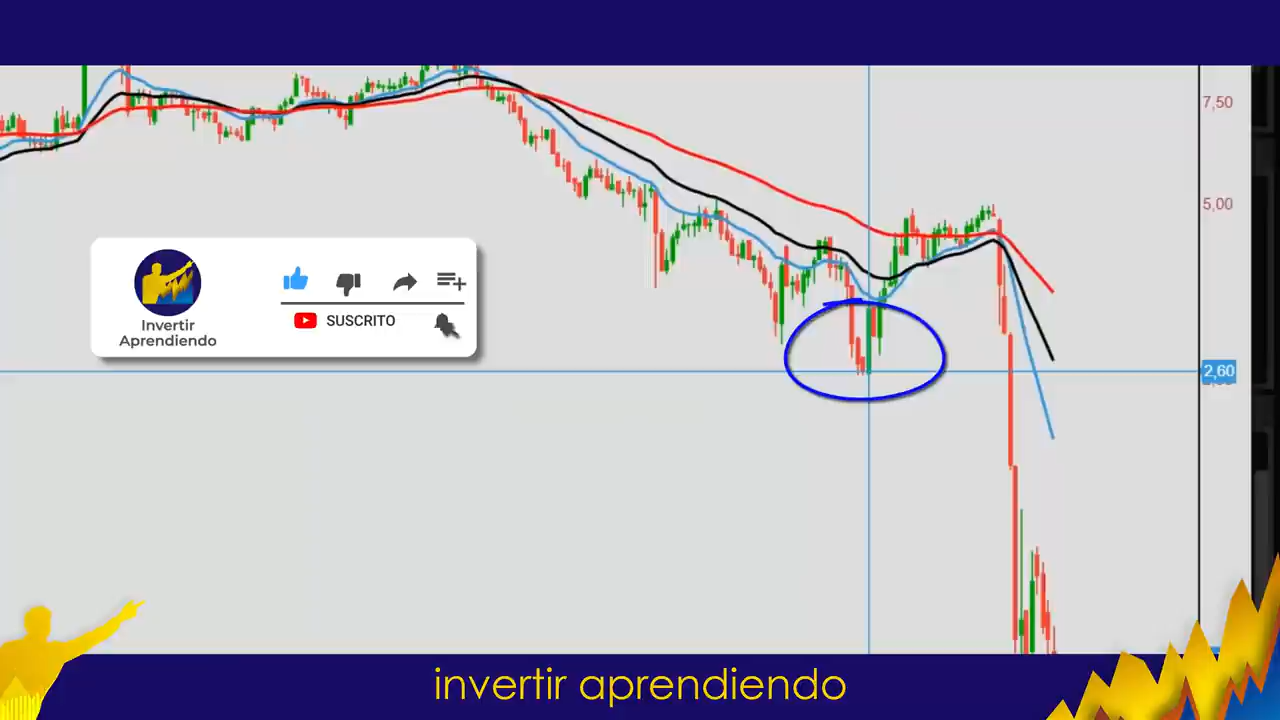 7,50
5,00
2,60
Invertir
Aprendiendo
SUSCRITO
invertir aprendiendo